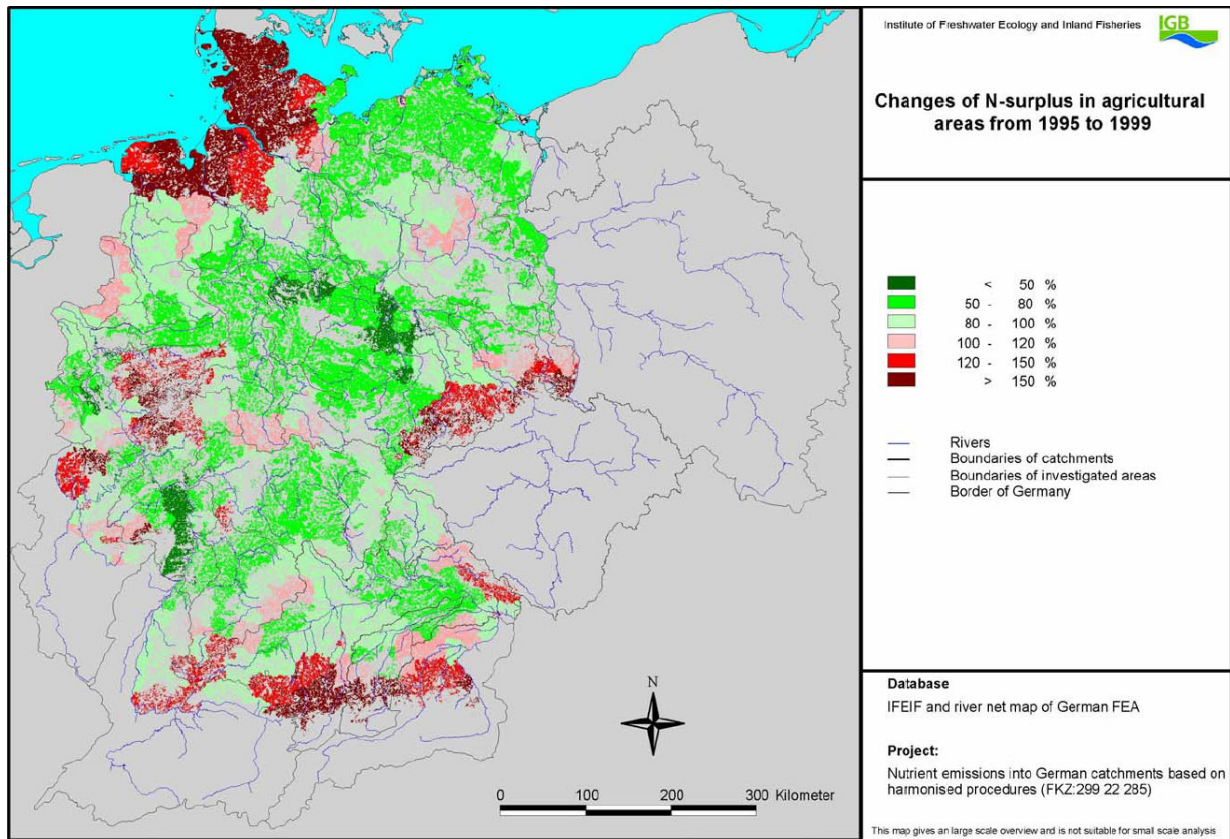 Institute of Freshwater Ecology and Inland Fisheries
IGB
Changes of N-surplus in agricultural
areas from 1995 to 1999
< 50 %
50 - 80 %
80 - 100 %
100 - 120 %
120 - 150 %
> 150 %
Rivers
Boundaries of catchments
Boundaries of investigated areas
Border of Germany
N
0 100 200 300 Kilometer
Database
IFEIF and river net map of German FEA
Project:
Nutrient emissions into German catchments based on
harmonised procedures (FKZ:299 22 285)
This map gives an large scale overview and is not suitable for small scale analysis